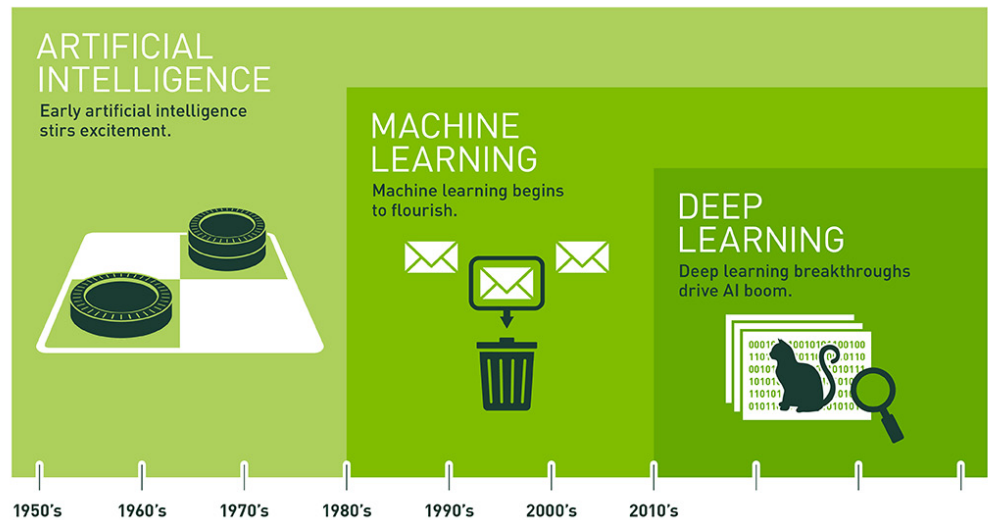 ARTIFICIAL
INTELLIGENCE
Early artificial intelligence
stirs excitement.
MACHINE
LEARNING
Machine learning begins
to flourish.
DEEP
LEARNING
Deep learning breakthroughs
drive AI boom.
1950's
1960's
1970's
1980's
1990's
2000's
2010's